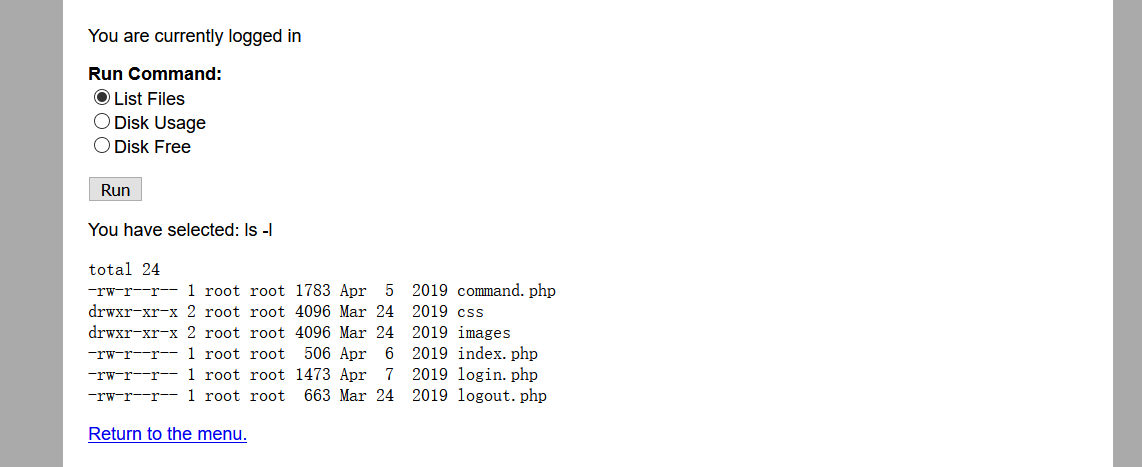 You are currently logged in
Run Command:
List Files
Disk Usage
Disk Free
Run
You have selected: ls -l
total 24
-rw-r--r-- 1 root root 1783 Apr  5  2019 command.php
drwxr-xr-x 2 root root 4096 Mar 24  2019 css
drwxr-xr-x 2 root root 4096 Mar 24  2019 images
-rw-r--r-- 1 root root  506 Apr  6  2019 index.php
-rw-r--r-- 1 root root 1473 Apr  7  2019 login.php
-rw-r--r-- 1 root root  663 Mar 24  2019 logout.php
Return to the menu.